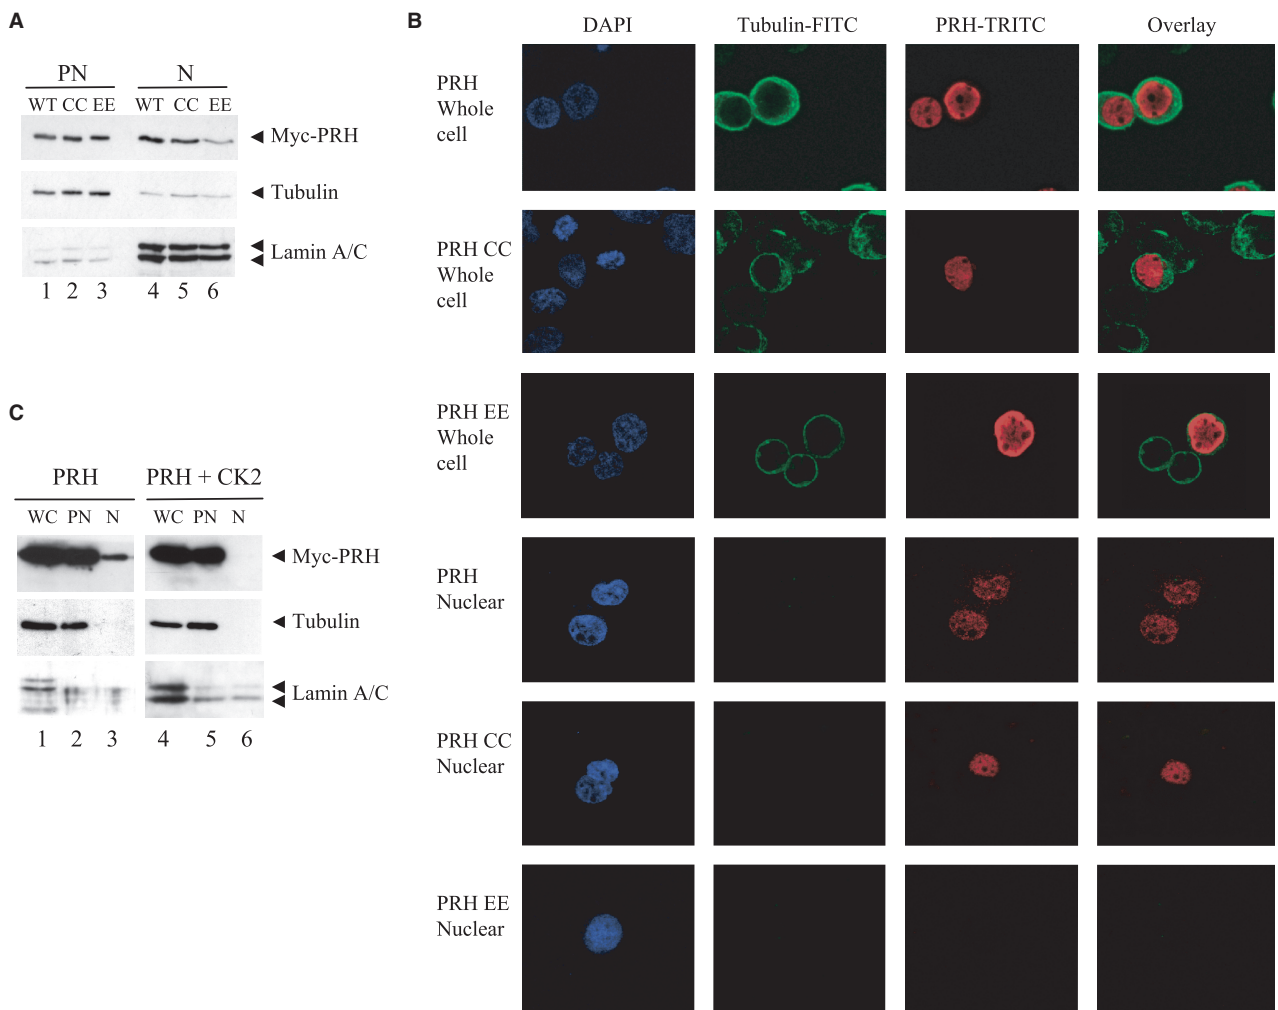 A
PN N
WT CC EE WT CC EE
Myc-PRH
Tubulin
Lamin A/C
1 2 3 4 5 6
B
DAPI Tubulin-FITC PRH-TRITC Overlay
PRH
Whole
cell
PRH CC
Whole
cell
PRH EE
Whole
cell
PRH
Nuclear
PRH CC
Nuclear
PRH EE
Nuclear
C
PRH PRH + CK2
WC PN N WC PN N
Myc-PRH
Tubulin
Lamin A/C
1 2 3 4 5 6